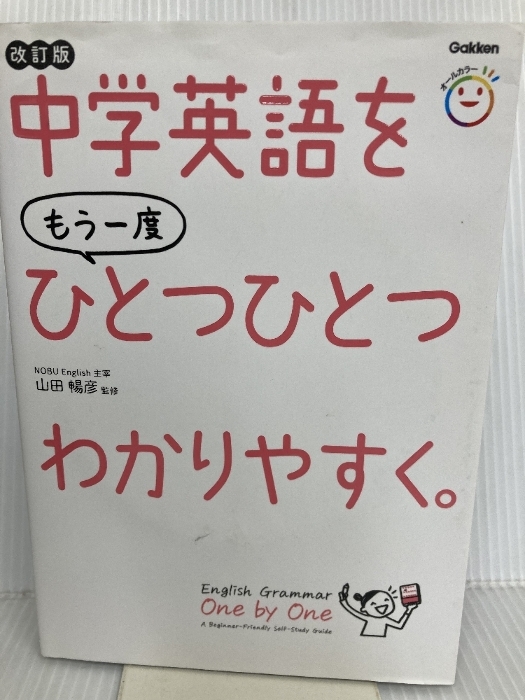 改訂版
Gakken
オールカラー
中学英語を
もう一度
ひとつひとつ
NOBU English 主宰
山田暢彦 監修
わかりやすく。
English Grammar
One by One
A Beginner-Friendly Self-Study Guide